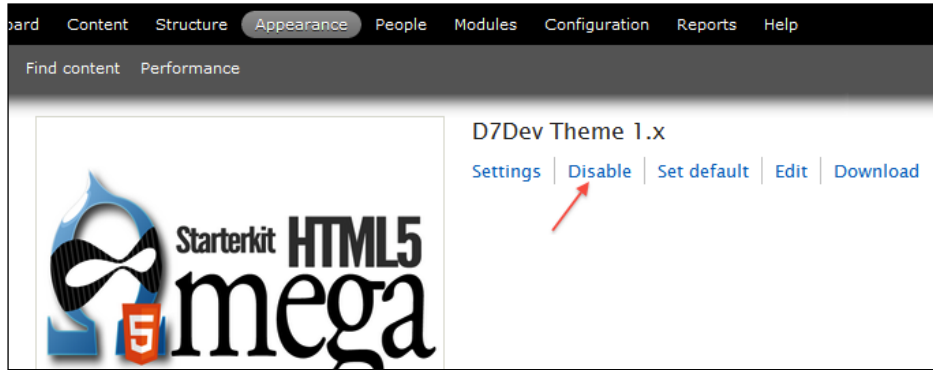 Content Structure Appearance People Modules Configuration Reports Help
Find content Performance
D7Dev Theme 1.x
Settings Disable Set default Edit Download
Starterkit HTML5
mega
5